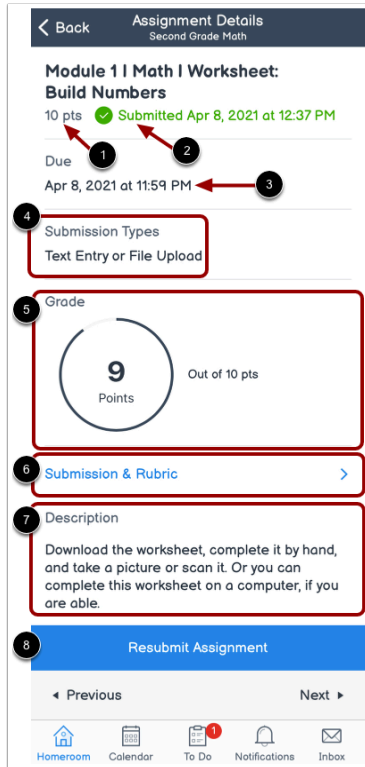 Back
Assignment Details
Second Grade Math
Module 1 I Math I Worksheet:
Build Numbers
10 pts Submitted Apr 8, 2021 at 12:37 PM
1
2
Due
Apr 8, 2021 at 11:59 PM
3
4
Submission Types
Text Entry or File Upload
5
Grade
9
Points
Out of 10 pts
6
Submission & Rubric
7
Description
Download the worksheet, complete it by hand,
and take a picture or scan it. Or you can
complete this worksheet on a computer, if you
are able.
8
Resubmit Assignment
Previous Next
1
Homeroom Calendar To Do Notifications Inbox